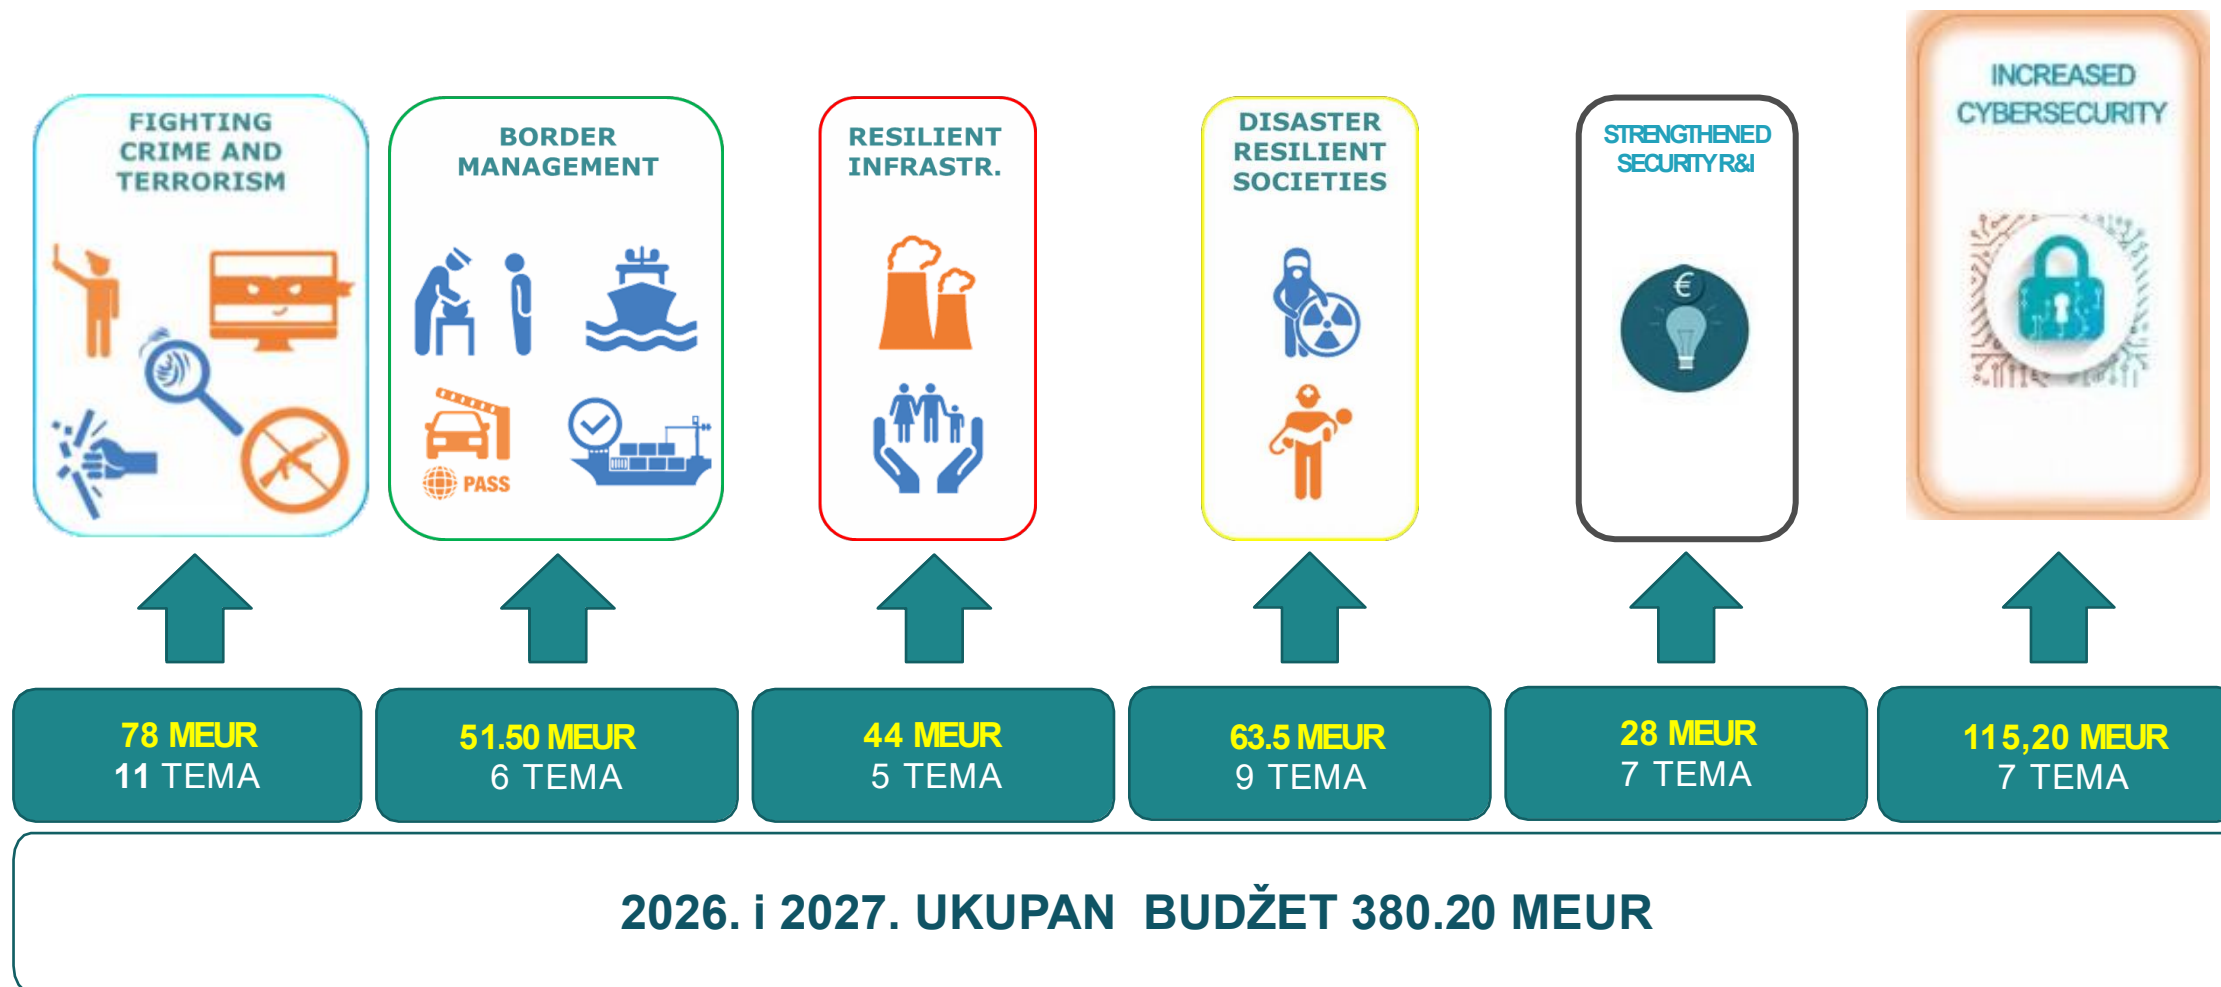 FIGHTING
CRIME AND
TERRORISM
BORDER
MANAGEMENT
PASS
RESILIENT
INFRASTR.
DISASTER
RESILIENT
SOCIETIES
STRENGTHENED
SECURITY R&I
€
INCREASED
CYBERSECURITY
78 MEUR
11 TEMA
51.50 MEUR
6 TEMA
44 MEUR
5 TEMA
63.5 MEUR
9 TEMA
28 MEUR
7 TEMA
115,20 MEUR
7 TEMA
2026. i 2027. UKUPAN BUDŽET 380.20 MEUR